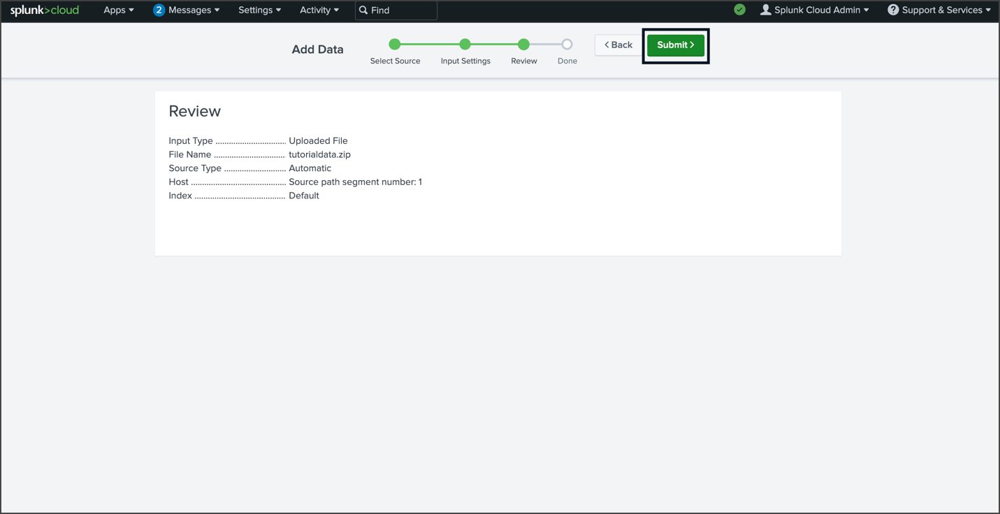 splunk>cloud Apps 2 Messages Settings Activity Find Splunk Cloud Admin ? Support & Services
Add Data
Select Source Input Settings Review Done
< Back Submit >
Review
Input Type ................................ Uploaded File
File Name ................................ tutorialdata.zip
Source Type ............................ Automatic
Host ........................................... Source path segment number: 1
Index ......................................... Default